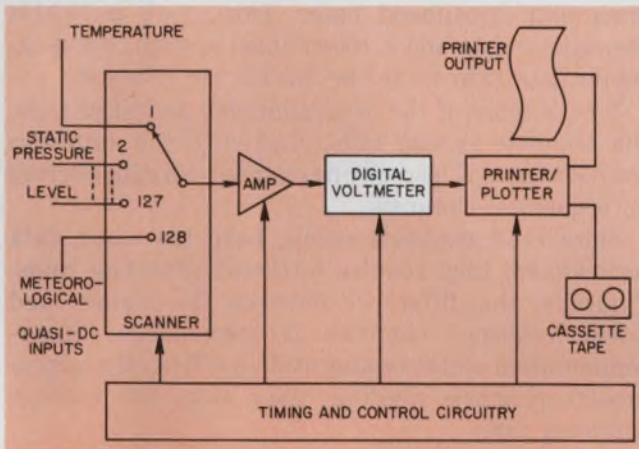 TEMPERATURE
PRINTER
OUTPUT
1
STATIC
PRESSURE
2
LEVEL
127
128
METEORO-
LOGICAL
QUASI-DC
INPUTS
SCANNER
AMP
DIGITAL
VOLTMETER
PRINTER/
PLOTTER
CASSETTE
TAPE
TIMING AND CONTROL CIRCUITRY